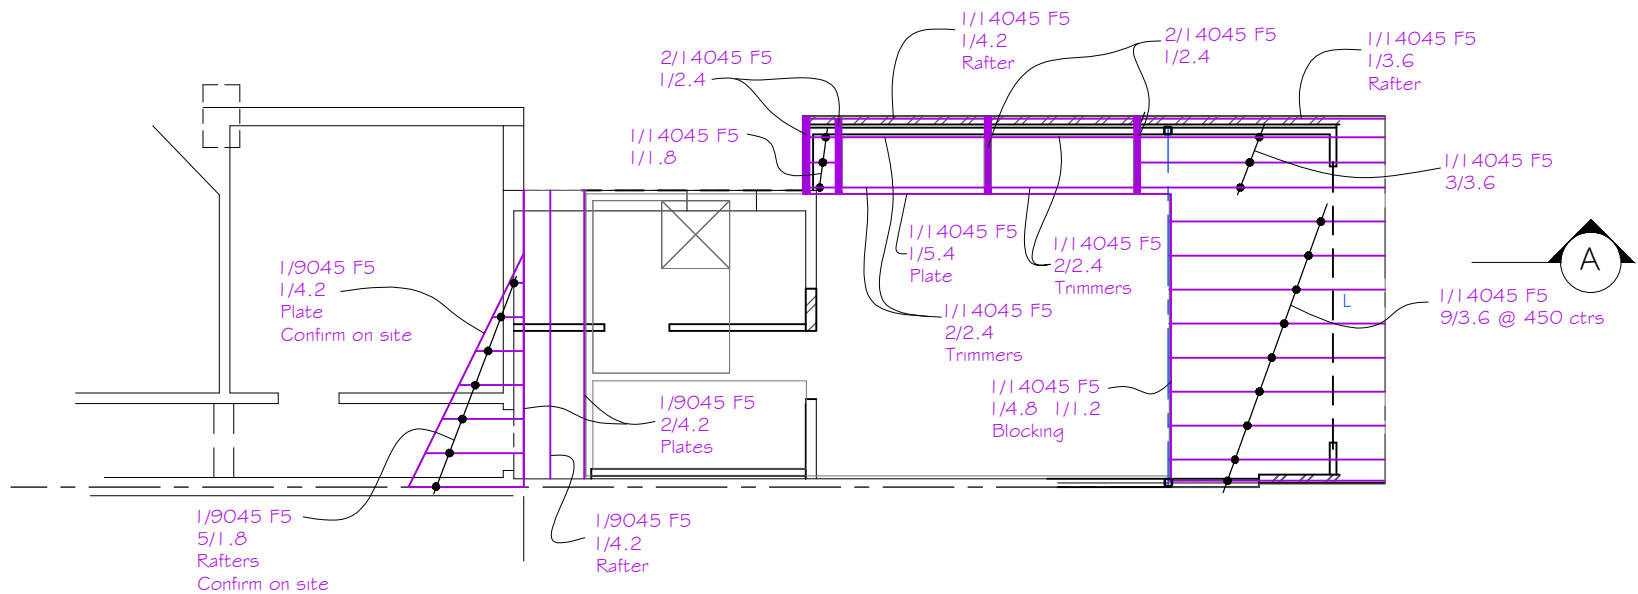 1/14045 F5
1/4.2
Rafter
2/14045 F5
1/2.4
1/14045 F5
1/3.6
Rafter
2/14045 F5
1/2.4
1/14045 F5
1/1.8
1/14045 F5
3/3.6
1/14045 F5
1/5.4
Plate
1/14045 F5
2/2.4
Trimmers
A
1/9045 F5
1/4.2
Plate
Confirm on site
L
1/14045 F5
9/3.6 @ 450 ctrs
1/14045 F5
2/2.4
Trimmers
1/14045 F5
1/4.8 1/1.2
Blocking
1/9045 F5
2/4.2
Plates
1/9045 F5
5/1.8
Rafters
Confirm on site
1/9045 F5
1/4.2
Rafter